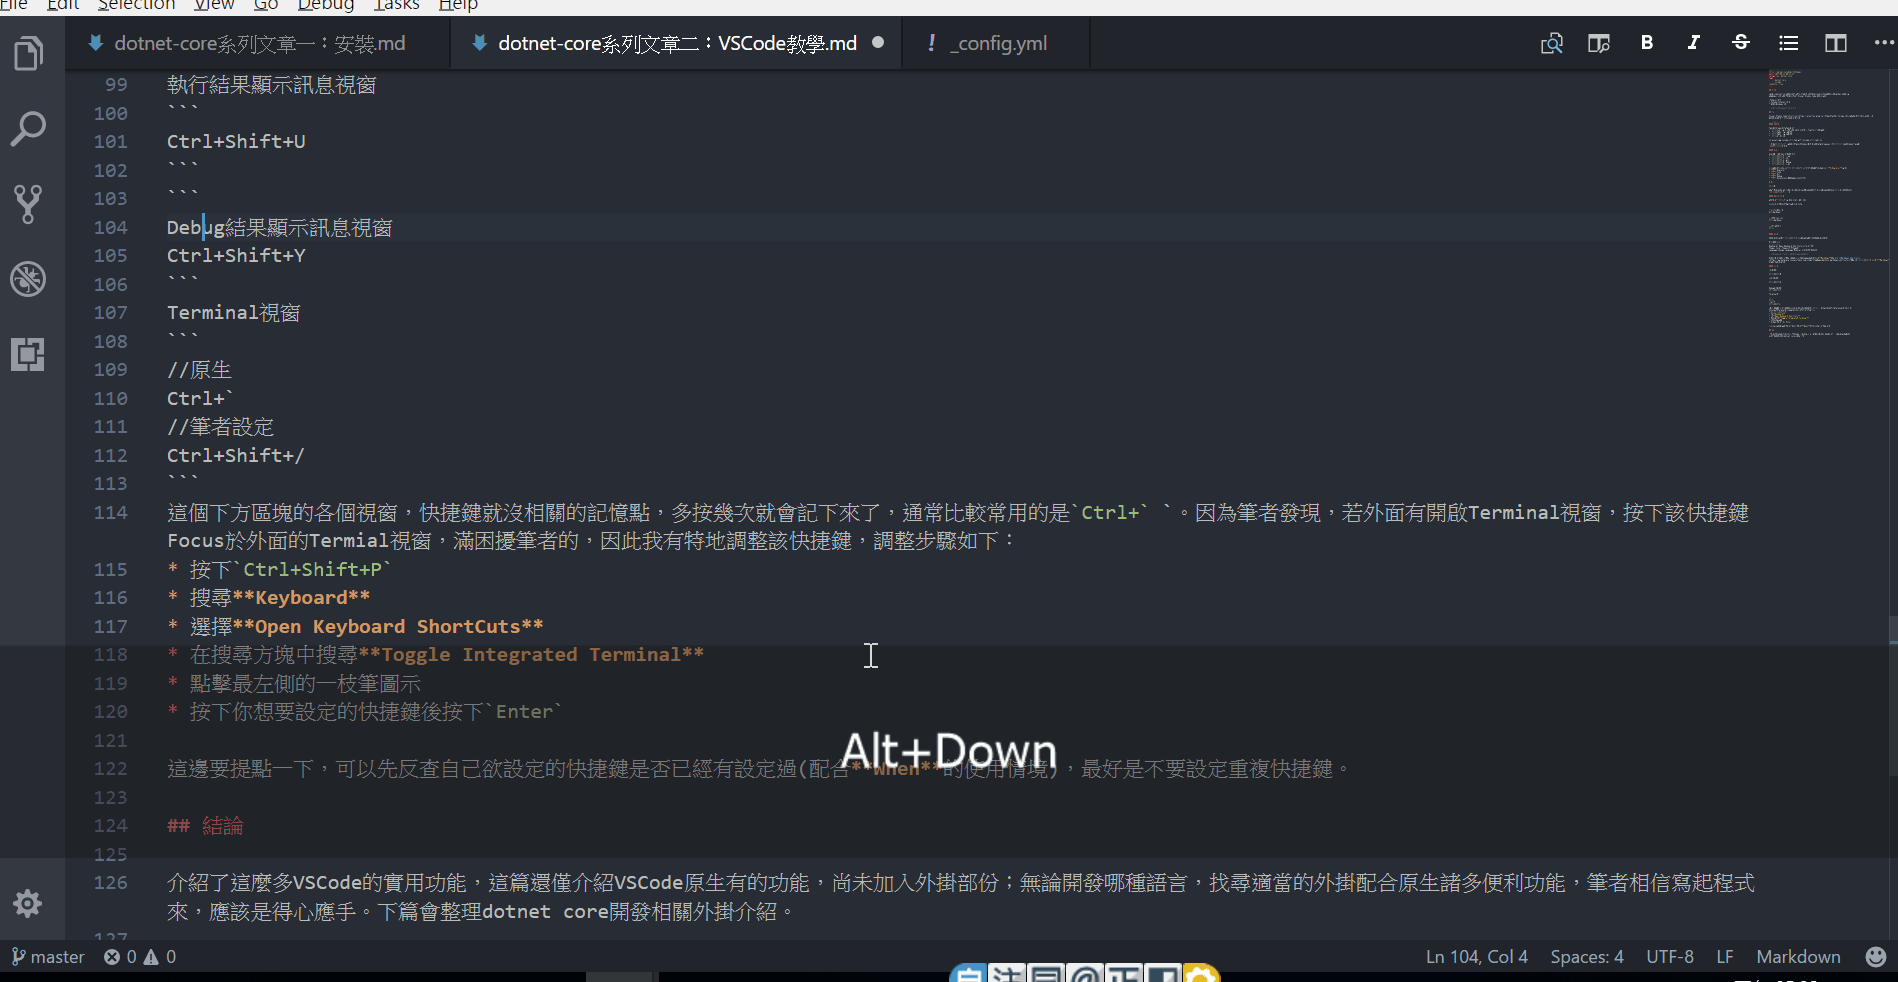 File Edit Selection View Go Debug Tasks Help
dotnet-core系列文章一：安裝.md dotnet-core系列文章二：VSCode教學.md ● ! _config.yml B I S
99 執行結果顯示訊息視窗
100 ```
101 Ctrl+Shift+U
102 ```
103 ```
104 Debug結果顯示訊息視窗
105 Ctrl+Shift+Y
106 ```
107 Terminal視窗
108 ```
109 //原生
110 Ctrl+`
111 //筆者設定
112 Ctrl+Shift+/
113 ```
114 這個下方區塊的各個視窗，快捷鍵就沒相關的記憶點，多按幾次就會記下來了，通常比較常用的是`Ctrl+` `。因為筆者發現，若外面有開啟Terminal視窗，按下該快捷鍵
Focus於外面的Termial視窗，滿困擾筆者的，因此我有特地調整該快捷鍵，調整步驟如下：
115 * 按下`Ctrl+Shift+P`
116 * 搜尋**Keyboard**
117 * 選擇**Open Keyboard ShortCuts**
118 * 在搜尋方塊中搜尋**Toggle Integrated Terminal**
119 * 點擊最左側的一枝筆圖示
120 * 按下你想要設定的快捷鍵後按下`Enter`
121
Alt+Down
122 這邊要提點一下，可以先反查自己欲設定的快捷鍵是否已經有設定過(配合**When**的使用情境)，最好是不要設定重複快捷鍵。
123
124 ## 結論
125
126 介紹了這麼多VSCode的實用功能，這篇還僅介紹VSCode原生有的功能，尚未加入外掛部份；無論開發哪種語言，找尋適當的外掛配合原生諸多便利功能，筆者相信寫起程式
來，應該是得心應手。下篇會整理dotnet core開發相關外掛介紹。
127
master 0 0 Ln 104, Col 4 Spaces: 4 UTF-8 LF Markdown